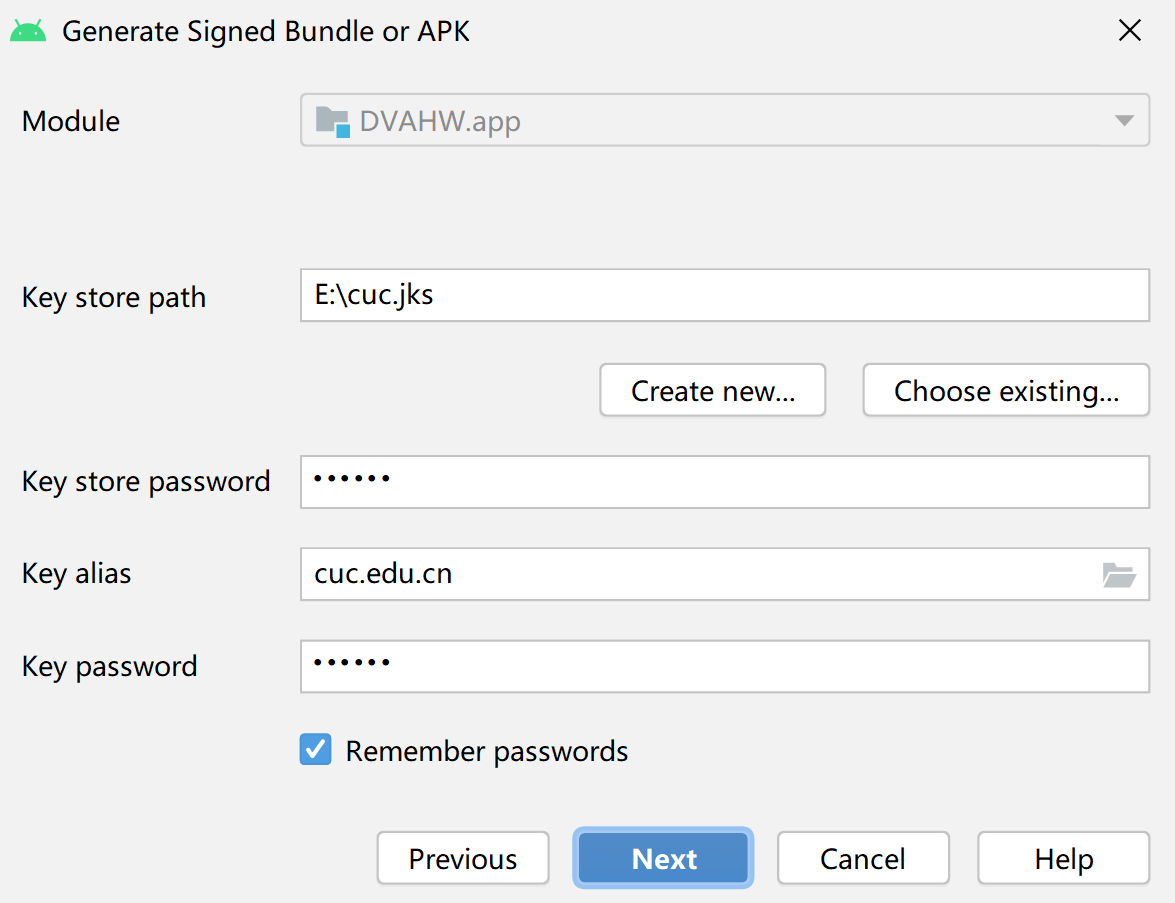 Generate Signed Bundle or APK
Module DVAHW.app
Key store path E:\cuc.jks
Create new... Choose existing...
Key store password ••••••
Key alias cuc.edu.cn
Key password ••••••
Remember passwords
Previous Next Cancel Help